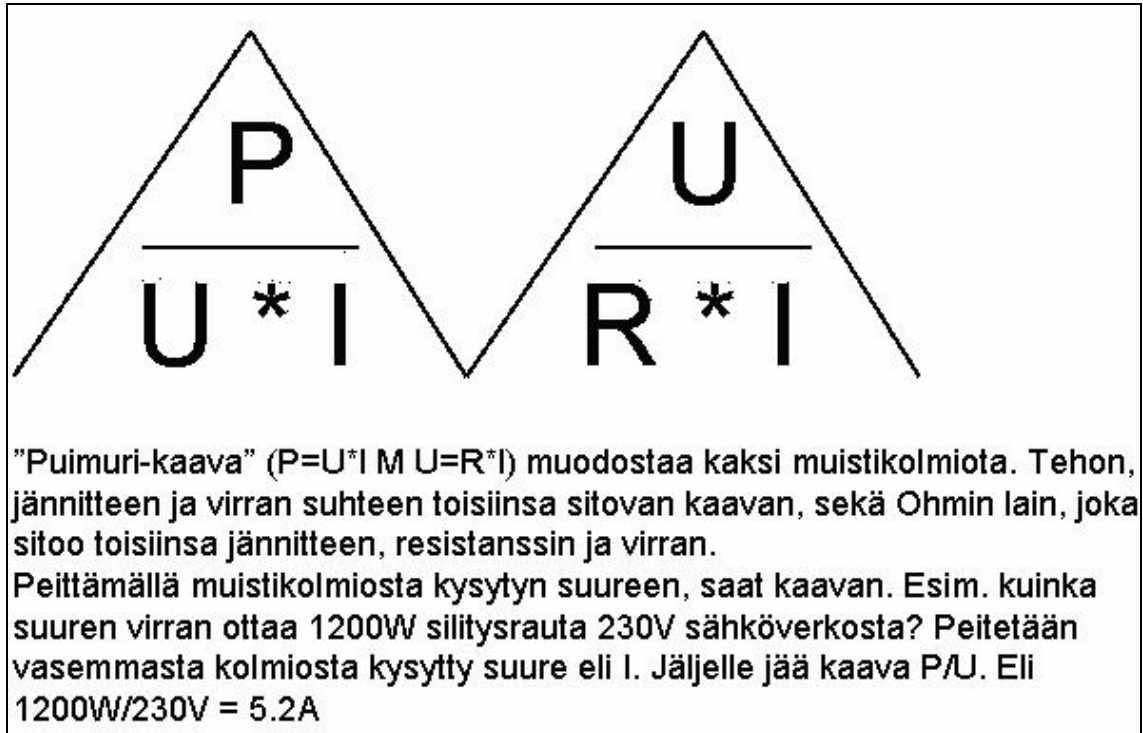 P U
U * I R * I
"Puimuri-kaava" (P=U*I M U=R*I) muodostaa kaksi muistikolmiota. Tehon,
jännitteen ja virran suhteen toisiinsa sitovan kaavan, sekä Ohmin lain, joka
sitoo toisiinsa jännitteen, resistanssin ja virran.
Peittämällä muistikolmiosta kysytyn suureen, saat kaavan. Esim. kuinka
suuren virran ottaa 1200W silitysrauta 230V sähköverkosta? Peitetään
vasemmasta kolmiosta kysytty suure eli I. Jäljelle jää kaava P/U. Eli
1200W/230V = 5.2A